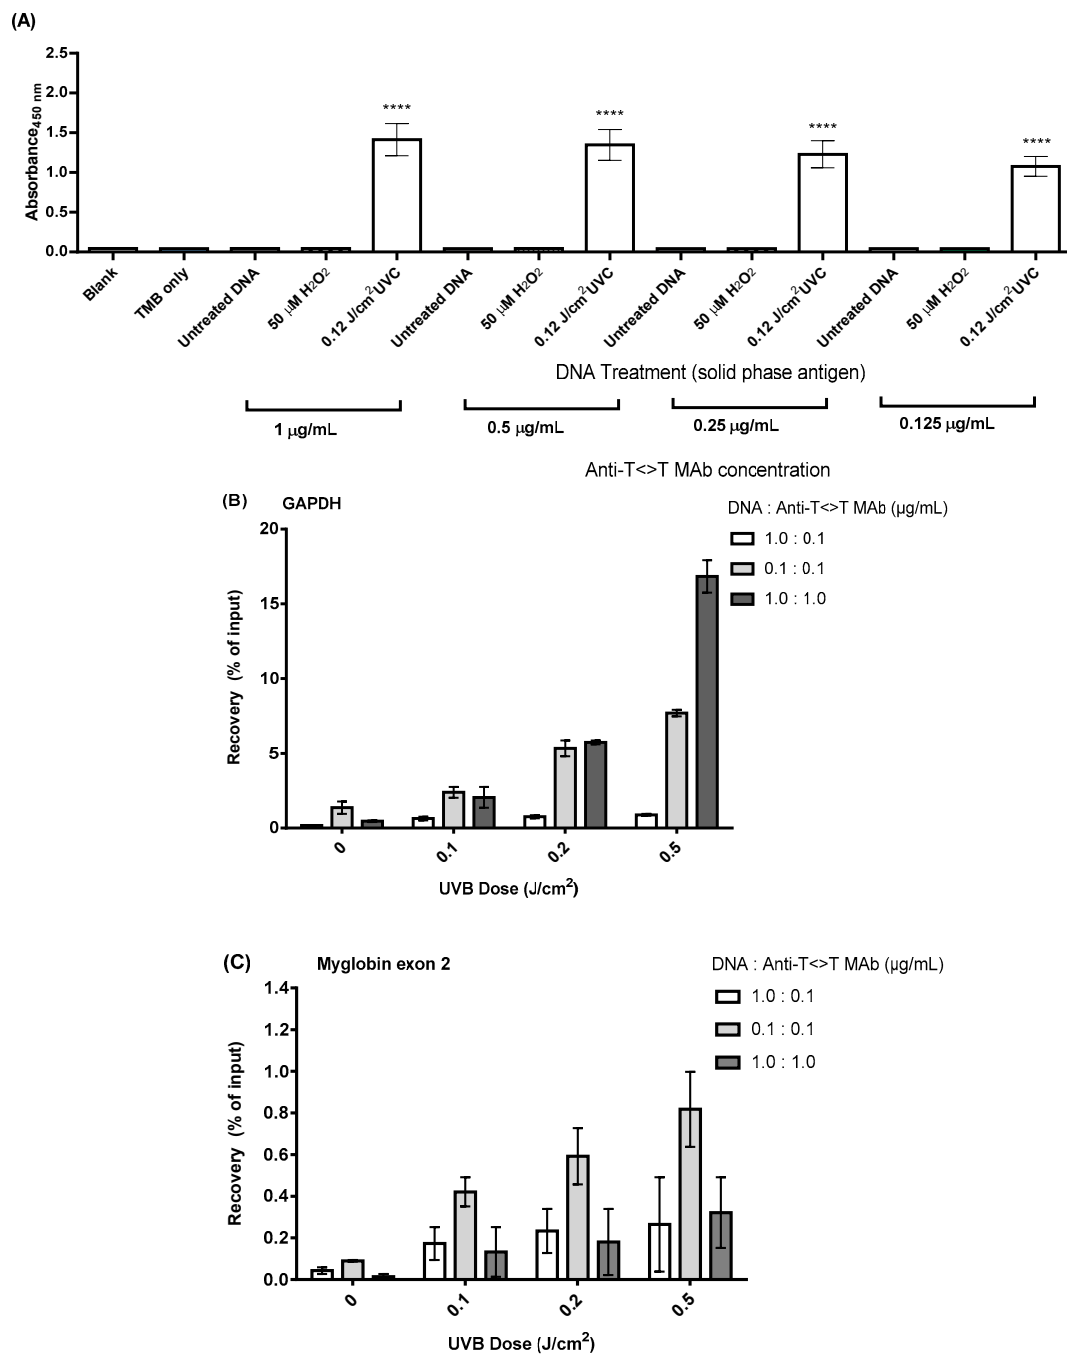 (A)
2.5
2.0
1.5
1.0
0.5
0.0
Absorbance450 nm
****
****
****
****
Blank
TMB only
Untreated DNA
50 µM H2O2
0.12 J/cm2UVC
Untreated DNA
50 µM H2O2
0.12 J/cm2UVC
Untreated DNA
50 µM H2O2
0.12 J/cm2UVC
Untreated DNA
50 µM H2O2
0.12 J/cm2UVC
DNA Treatment (solid phase antigen)
1 µg/mL
0.5 µg/mL
0.25 µg/mL
0.125 µg/mL
Anti-T<>T MAb concentration
(B)
GAPDH
DNA : Anti-T<>T MAb (µg/mL)
1.0 : 0.1
0.1 : 0.1
1.0 : 1.0
20
15
10
5
0
Recovery (% of input)
0
0.1
0.2
0.5
UVB Dose (J/cm2)
(C)
Myglobin exon 2
DNA : Anti-T<>T MAb (µg/mL)
1.0 : 0.1
0.1 : 0.1
1.0 : 1.0
1.4
1.2
1.0
0.8
0.6
0.4
0.2
0.0
Recovery (% of input)
0
0.1
0.2
0.5
UVB Dose (J/cm2)